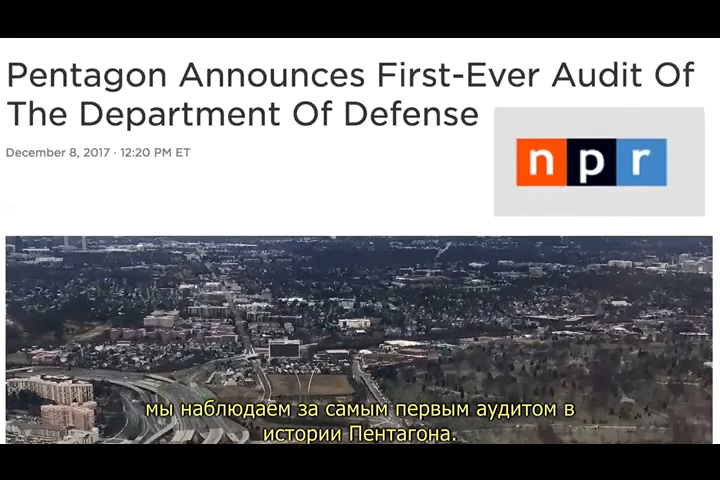 Pentagon Announces First-Ever Audit Of
The Department Of Defense
December 8, 2017 · 12:20 PM ET
npr
мы наблюдаем за самым первым аудитом в
истории Пентагона.